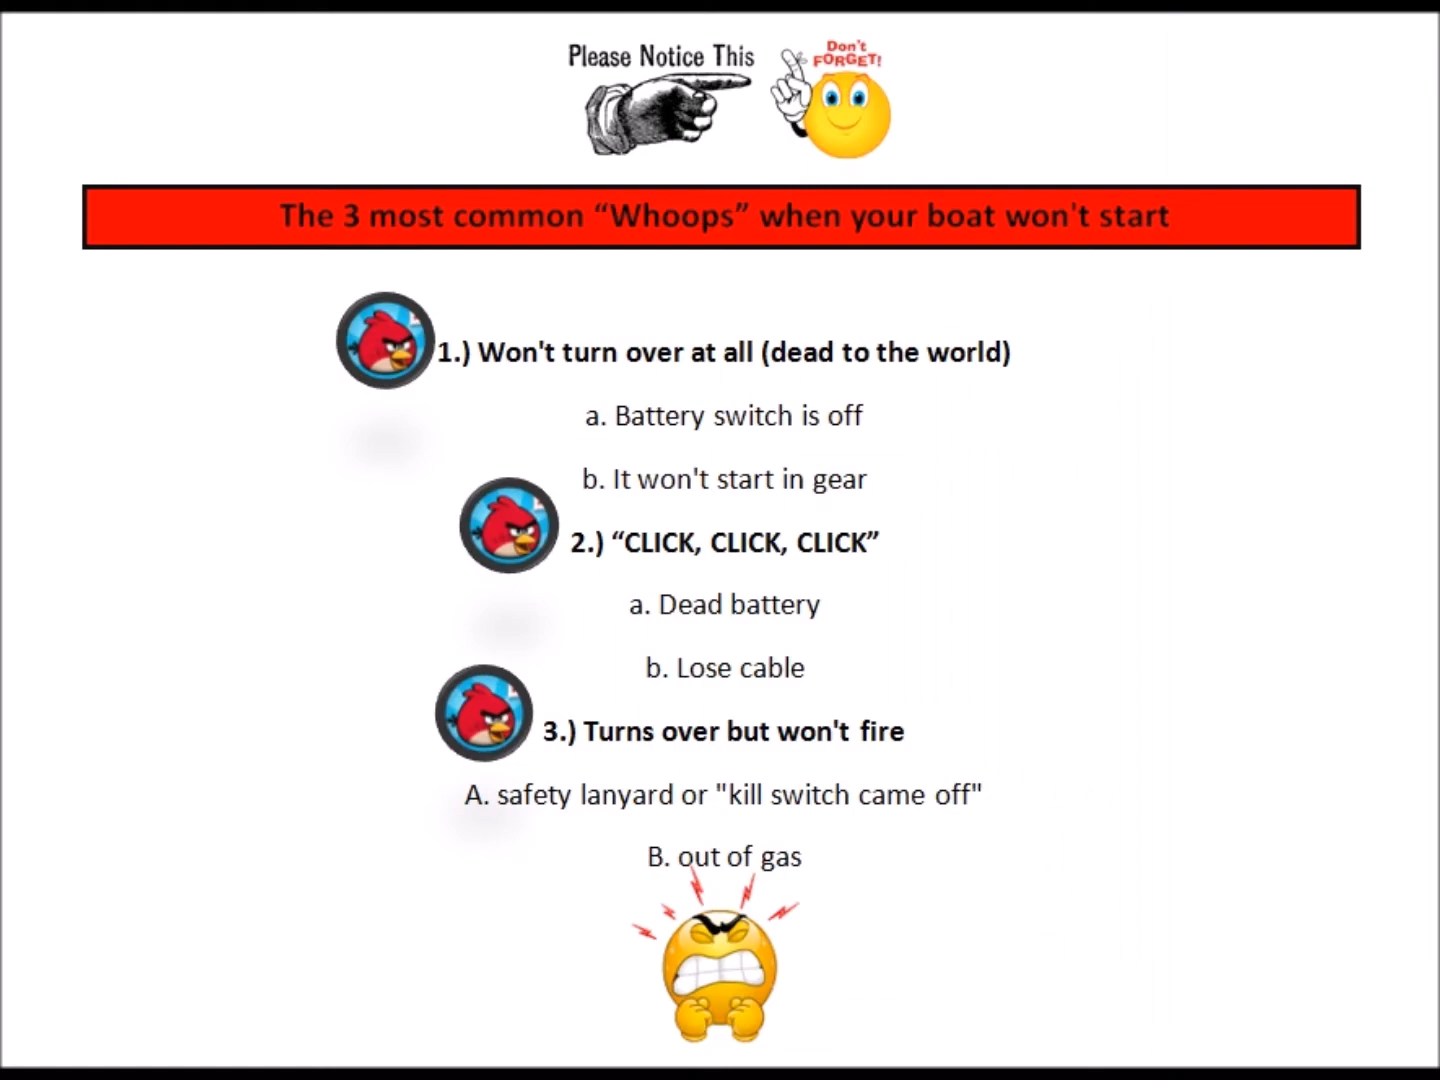 Please Notice This
Don't
FORGET!
The 3 most common “Whoops” when your boat won't start
1.) Won't turn over at all (dead to the world)
a. Battery switch is off
b. It won't start in gear
2.) “CLICK, CLICK, CLICK”
a. Dead battery
b. Lose cable
3.) Turns over but won't fire
A. safety lanyard or "kill switch came off"
B. out of gas